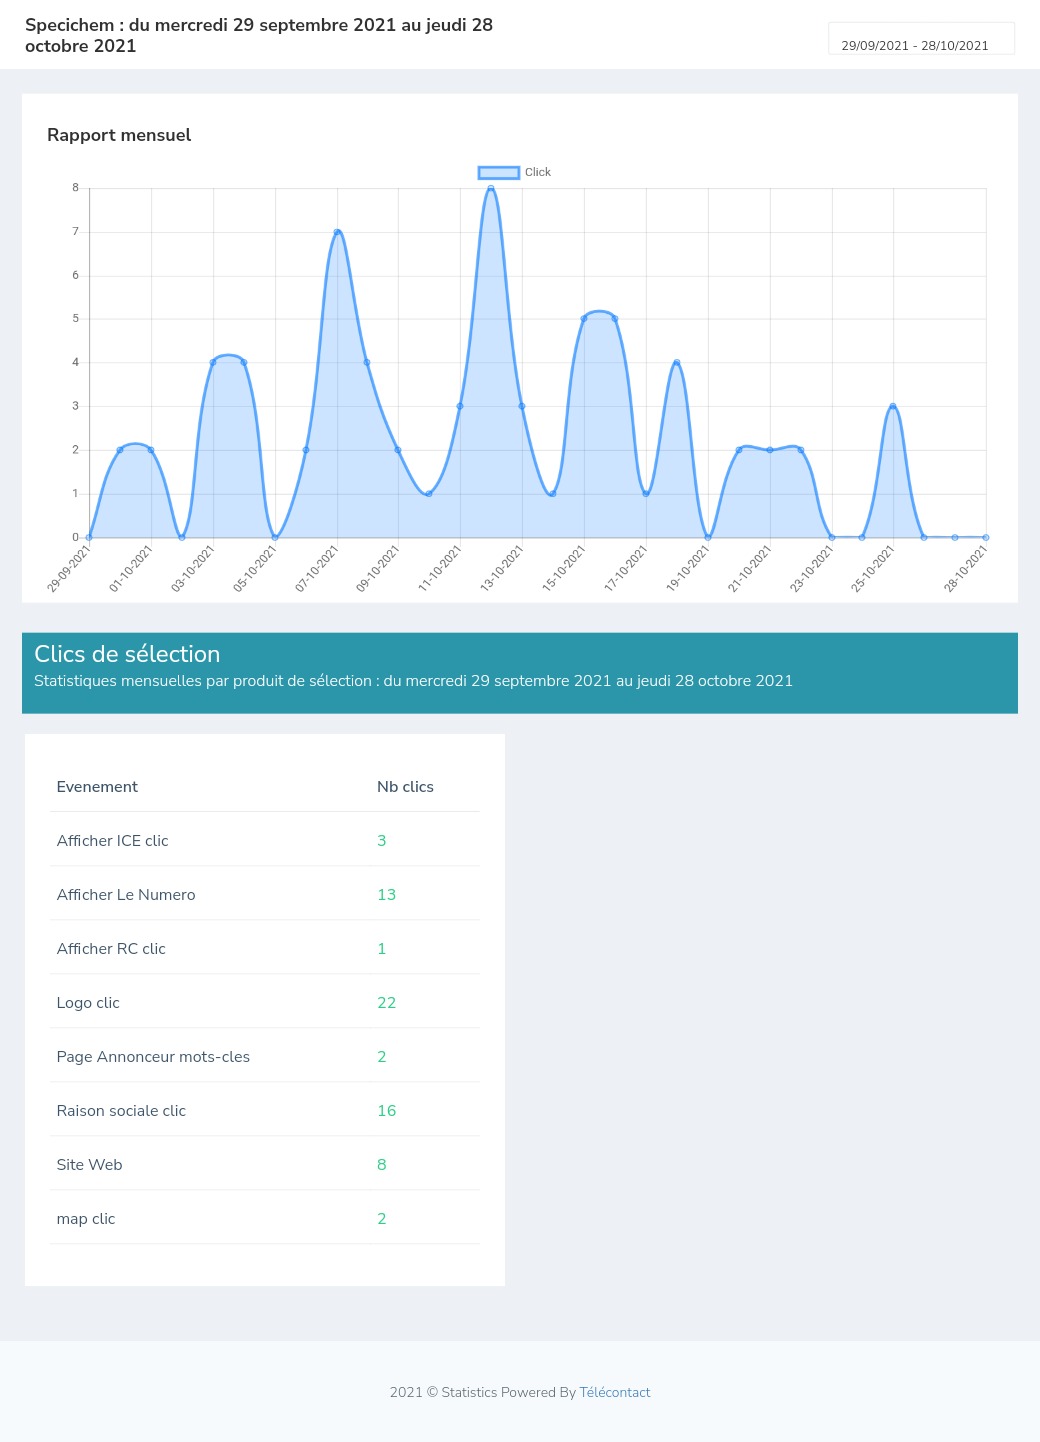 Specichem : du mercredi 29 septembre 2021 au jeudi 28
octobre 2021
29/09/2021 - 28/10/2021
Rapport mensuel
Click
8
7
6
5
4
3
2
1
0
29-09-2021
01-10-2021
03-10-2021
05-10-2021
07-10-2021
09-10-2021
11-10-2021
13-10-2021
15-10-2021
17-10-2021
19-10-2021
21-10-2021
23-10-2021
25-10-2021
28-10-2021
Clics de sélection
Statistiques mensuelles par produit de sélection : du mercredi 29 septembre 2021 au jeudi 28 octobre 2021
Evenement Nb clics
Afficher ICE clic 3
Afficher Le Numero 13
Afficher RC clic 1
Logo clic 22
Page Annonceur mots-cles 2
Raison sociale clic 16
Site Web 8
map clic 2
2021 © Statistics Powered By Télécontact